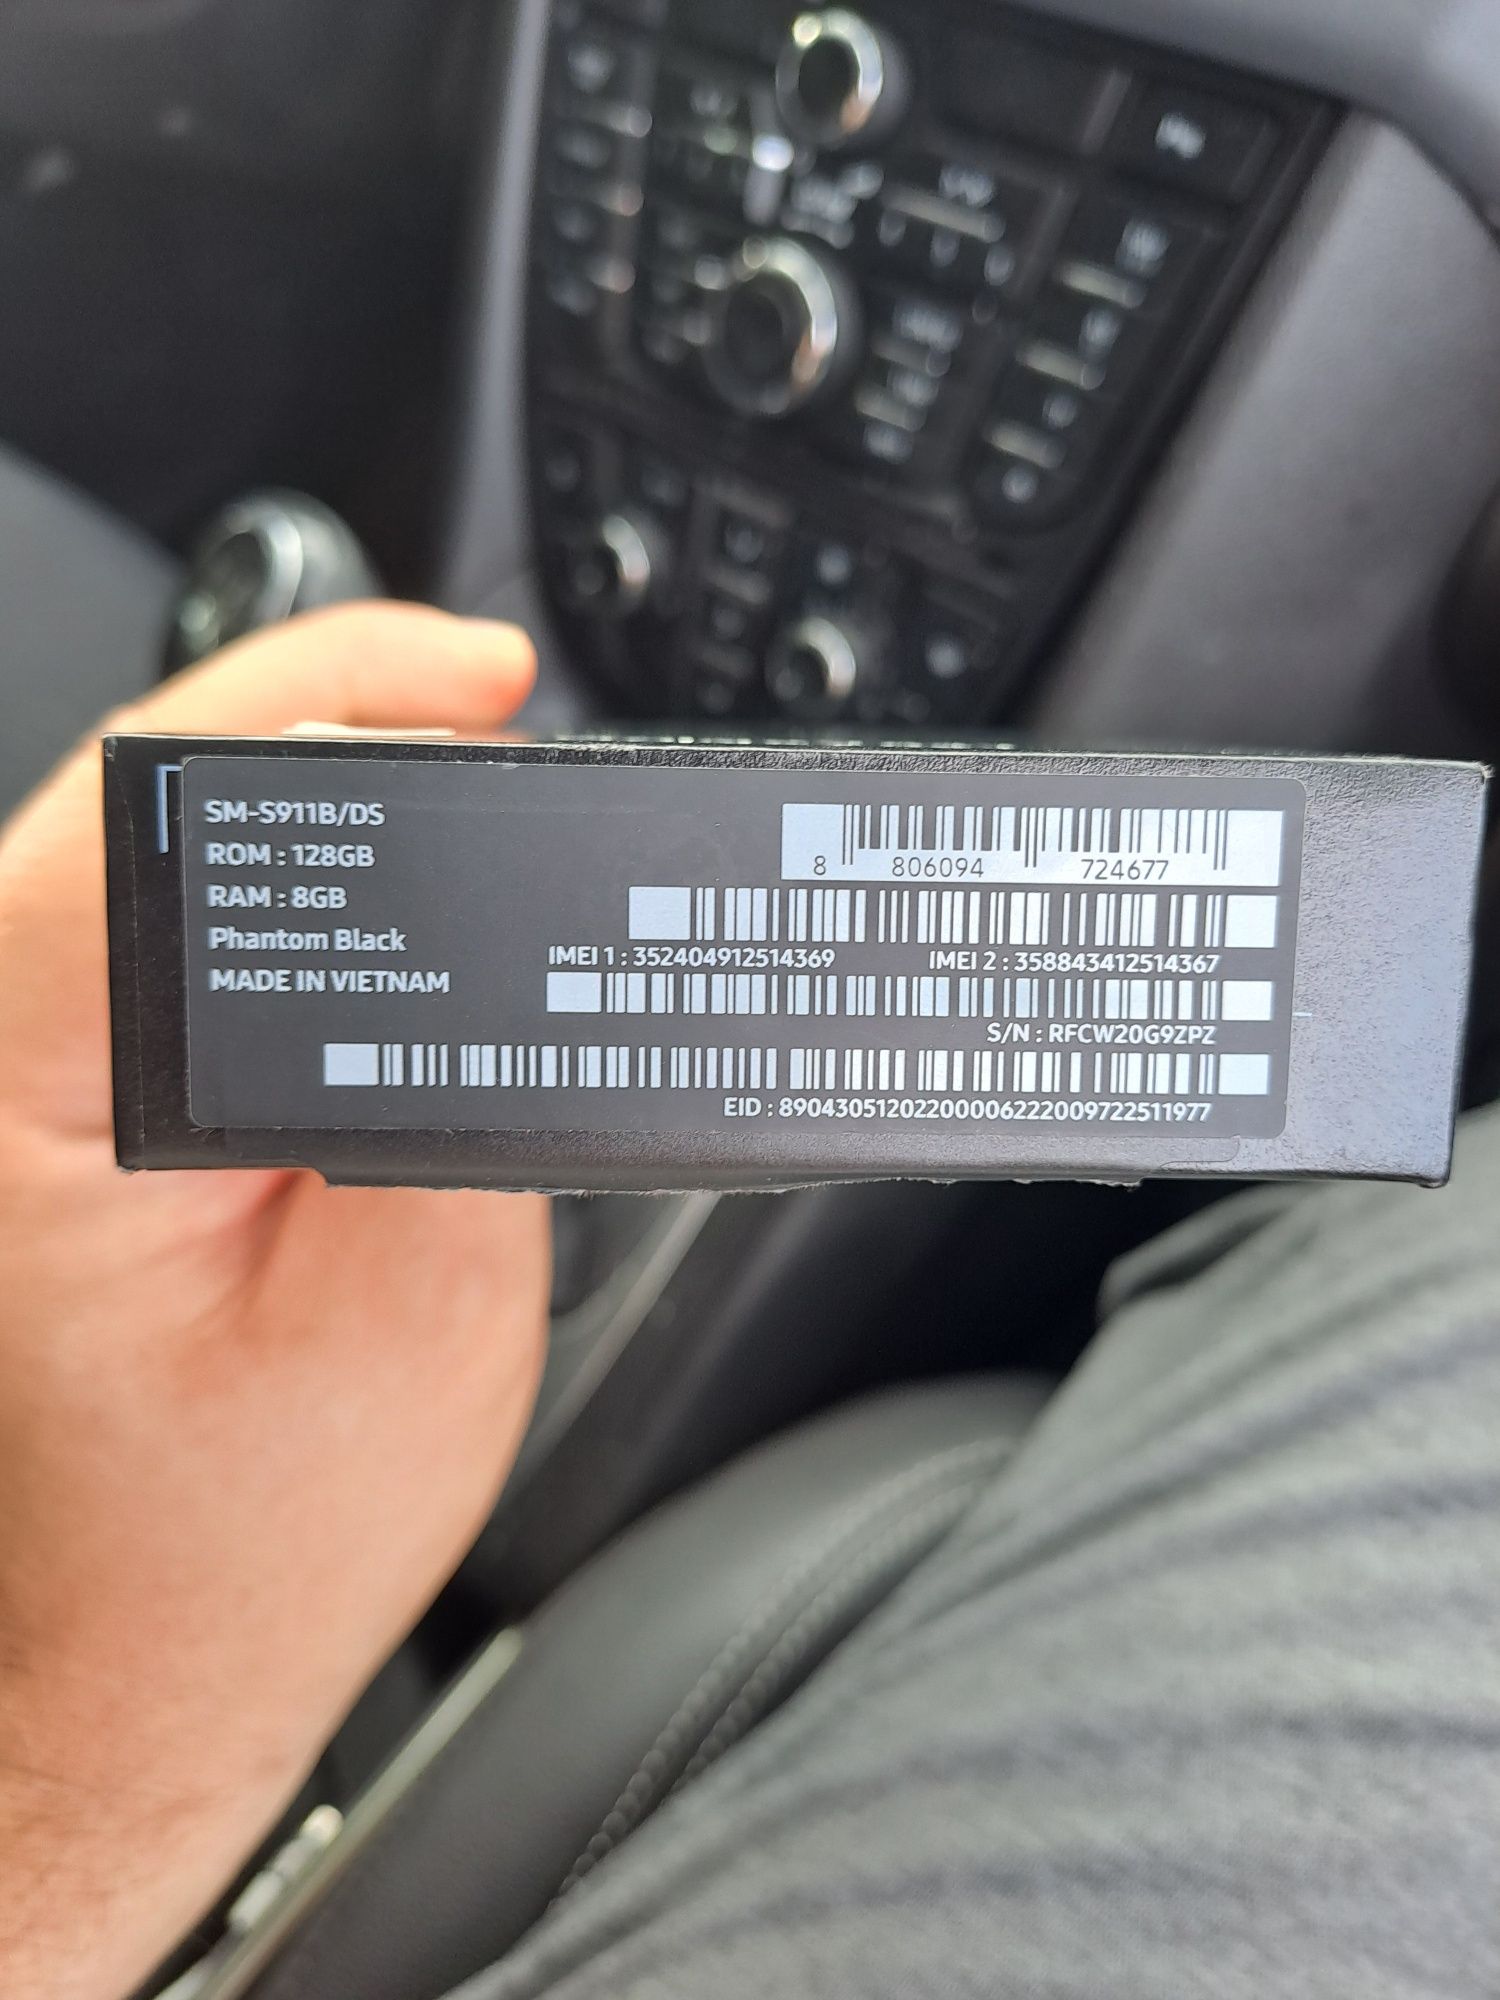 SM-S911B/DS
ROM : 128GB
RAM : 8GB
Phantom Black
MADE IN VIETNAM
8 806094 724677
IMEI 1 : 352404912514369 IMEI 2 : 358843412514367
S/N : RFCW20G9ZPZ
EID : 89043051202200006222009722511977